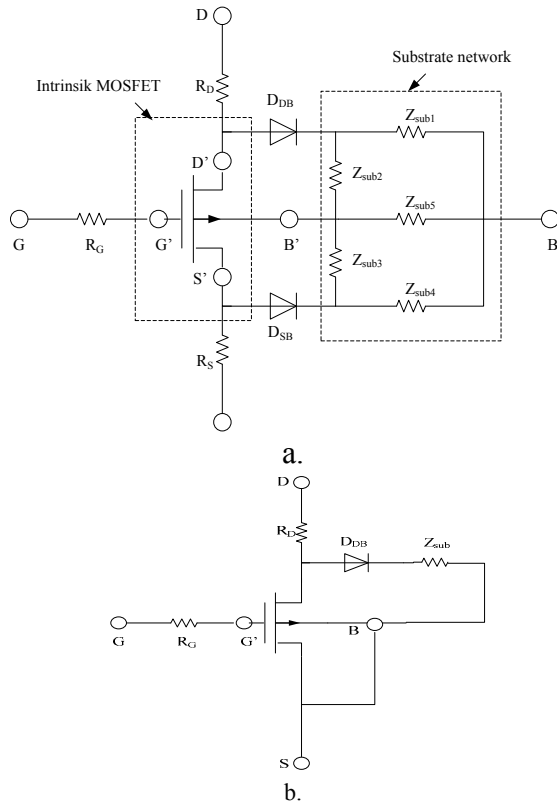 D
Substrate network
Intrinsik MOSFET
R_D
D_DB
Z_sub1
D’
Z_sub2
Z_sub5
G
R_G
G’
B’
B
S’
Z_sub3
Z_sub4
D_SB
R_S
a.
D
R_D
D_DB
Z_sub
G
R_G
G’
B
S
b.